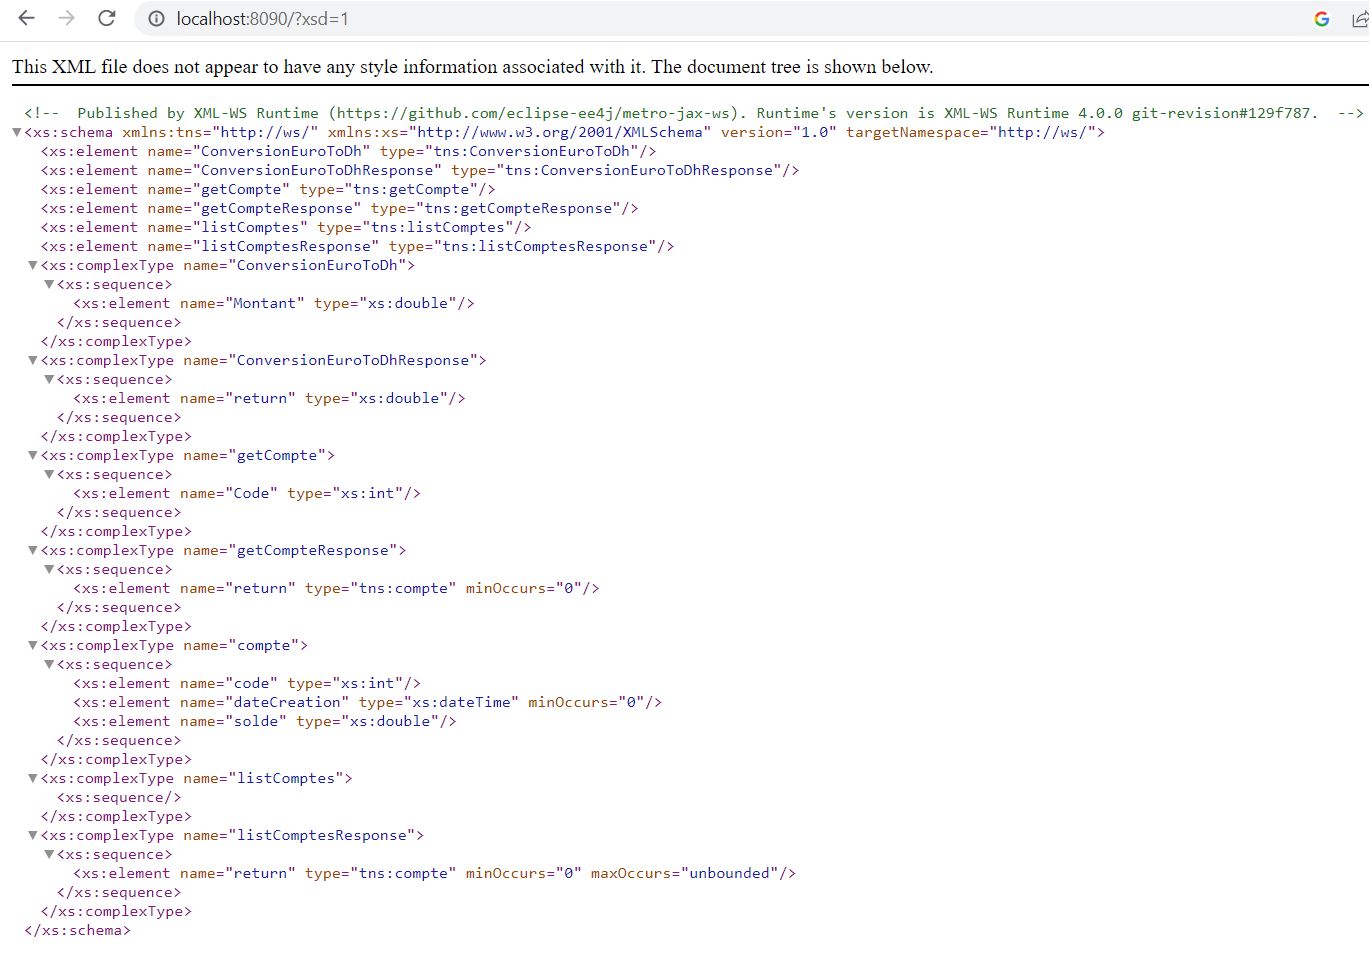 localhost:8090/?xsd=1
This XML file does not appear to have any style information associated with it. The document tree is shown below.
<!--  Published by XML-WS Runtime (https://github.com/eclipse-ee4j/metro-jax-ws). Runtime's version is XML-WS Runtime 4.0.0 git-revision#129f787.  -->
<xs:schema xmlns:tns="http://ws/" xmlns:xs="http://www.w3.org/2001/XMLSchema" version="1.0" targetNamespace="http://ws/">
<xs:element name="ConversionEuroToDh" type="tns:ConversionEuroToDh"/>
<xs:element name="ConversionEuroToDhResponse" type="tns:ConversionEuroToDhResponse"/>
<xs:element name="getCompte" type="tns:getCompte"/>
<xs:element name="getCompteResponse" type="tns:getCompteResponse"/>
<xs:element name="listComptes" type="tns:listComptes"/>
<xs:element name="listComptesResponse" type="tns:listComptesResponse"/>
<xs:complexType name="ConversionEuroToDh">
<xs:sequence>
<xs:element name="Montant" type="xs:double"/>
</xs:sequence>
</xs:complexType>
<xs:complexType name="ConversionEuroToDhResponse">
<xs:sequence>
<xs:element name="return" type="xs:double"/>
</xs:sequence>
</xs:complexType>
<xs:complexType name="getCompte">
<xs:sequence>
<xs:element name="Code" type="xs:int"/>
</xs:sequence>
</xs:complexType>
<xs:complexType name="getCompteResponse">
<xs:sequence>
<xs:element name="return" type="tns:compte" minOccurs="0"/>
</xs:sequence>
</xs:complexType>
<xs:complexType name="compte">
<xs:sequence>
<xs:element name="code" type="xs:int"/>
<xs:element name="dateCreation" type="xs:dateTime" minOccurs="0"/>
<xs:element name="solde" type="xs:double"/>
</xs:sequence>
</xs:complexType>
<xs:complexType name="listComptes">
<xs:sequence/>
</xs:complexType>
<xs:complexType name="listComptesResponse">
<xs:sequence>
<xs:element name="return" type="tns:compte" minOccurs="0" maxOccurs="unbounded"/>
</xs:sequence>
</xs:complexType>
</xs:schema>